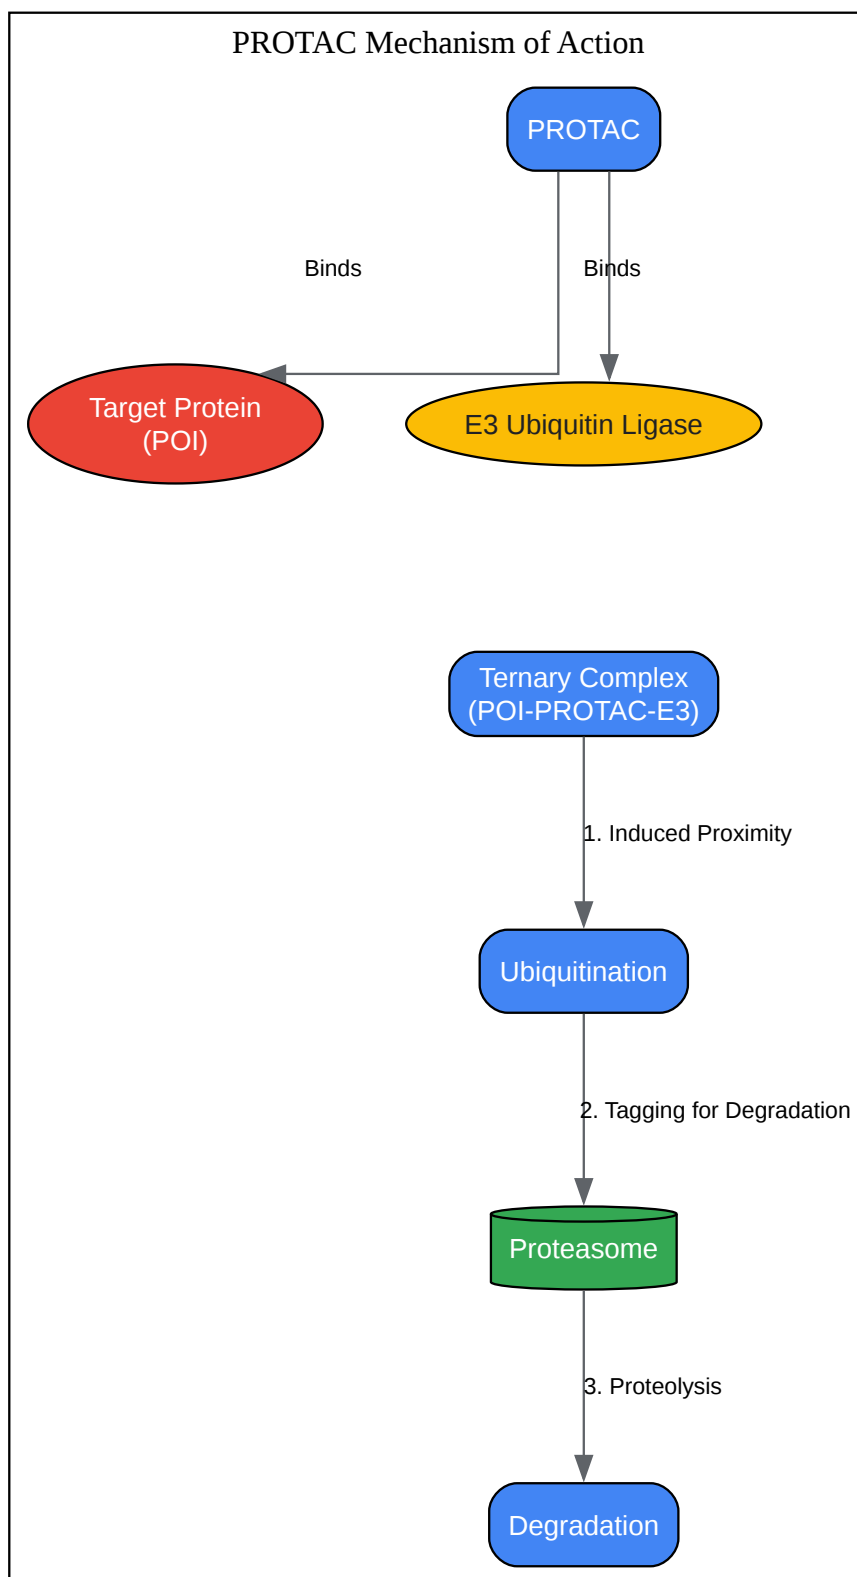 PROTAC Mechanism of Action
PROTAC
Binds
Binds
Target Protein
(POI)
E3 Ubiquitin Ligase
Ternary Complex
(POI-PROTAC-E3)
1. Induced Proximity
Ubiquitination
2. Tagging for Degradation
Proteasome
3. Proteolysis
Degradation